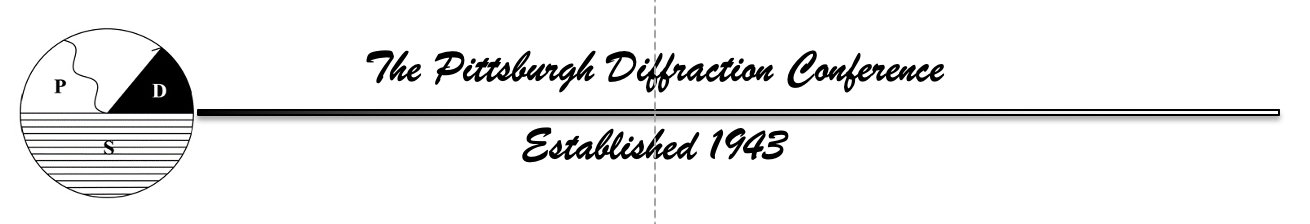 P
D
S
The Pittsburgh Diffraction Conference
Established 1943